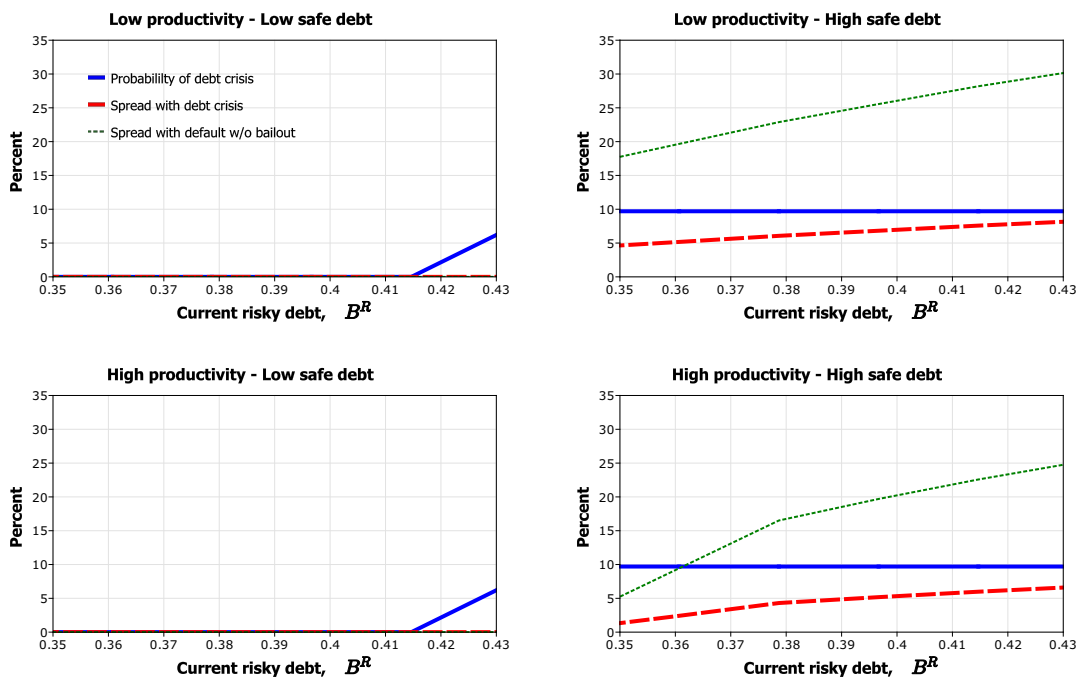 Low productivity - Low safe debt
35
30
25
20
15
10
5
0
Percent
Probabililty of debt crisis
Spread with debt crisis
Spread with default w/o bailout
0.35 0.36 0.37 0.38 0.39 0.4 0.41 0.42 0.43
Current risky debt, B^R
Low productivity - High safe debt
35
30
25
20
15
10
5
0
Percent
0.35 0.36 0.37 0.38 0.39 0.4 0.41 0.42 0.43
Current risky debt, B^R
High productivity - Low safe debt
35
30
25
20
15
10
5
0
Percent
0.35 0.36 0.37 0.38 0.39 0.4 0.41 0.42 0.43
Current risky debt, B^R
High productivity - High safe debt
35
30
25
20
15
10
5
0
Percent
0.35 0.36 0.37 0.38 0.39 0.4 0.41 0.42 0.43
Current risky debt, B^R